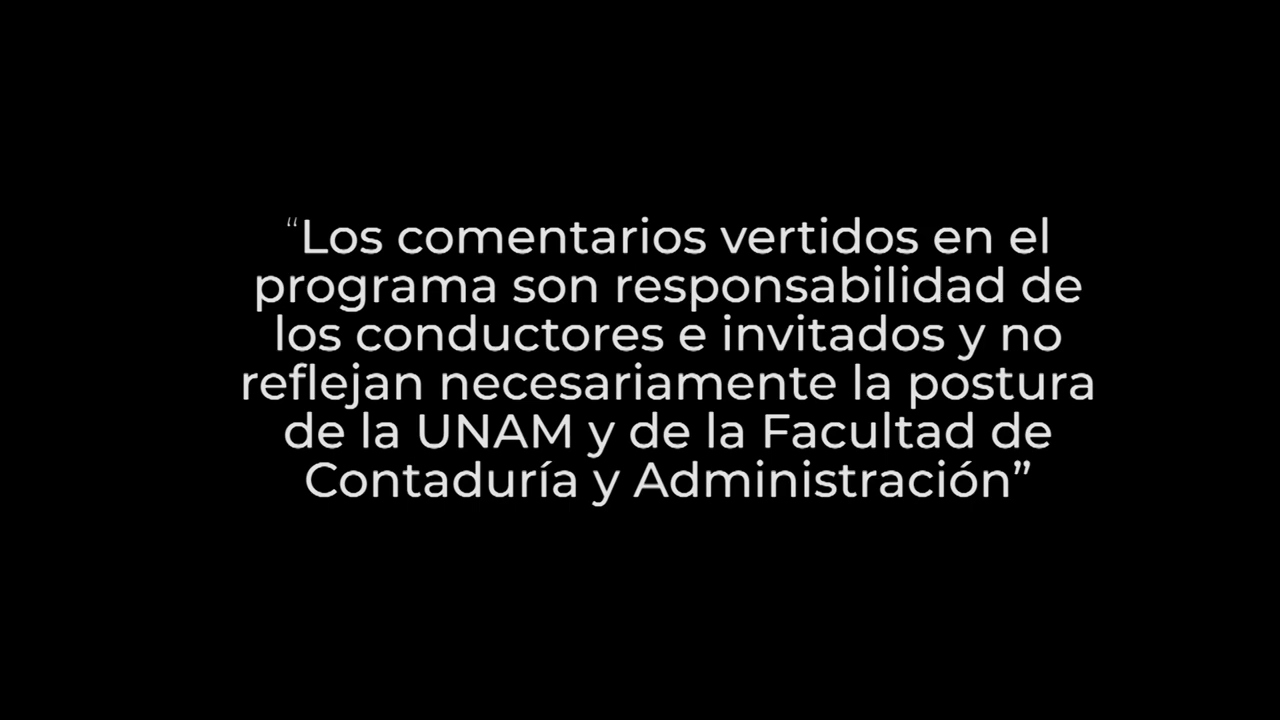 “Los comentarios vertidos en el
programa son responsabilidad de
los conductores e invitados y no
reflejan necesariamente la postura
de la UNAM y de la Facultad de
Contaduría y Administración”